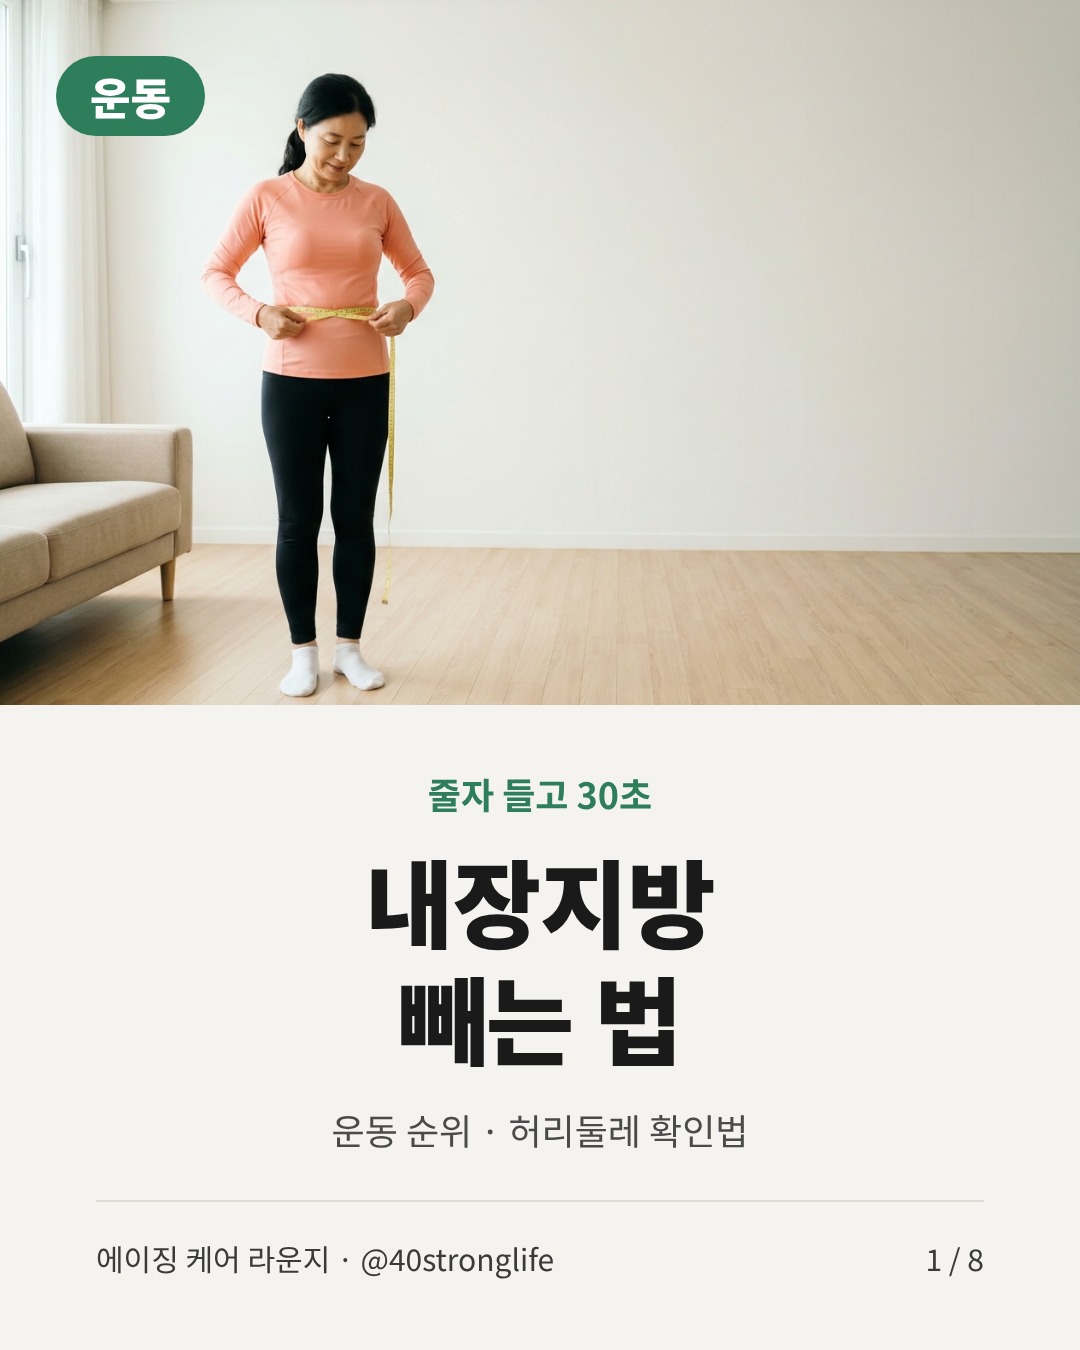 운동
줄자 들고 30초
내장지방
빼는 법
운동 순위 · 허리둘레 확인법
에이징 케어 라운지 · @40stronglife
1 / 8